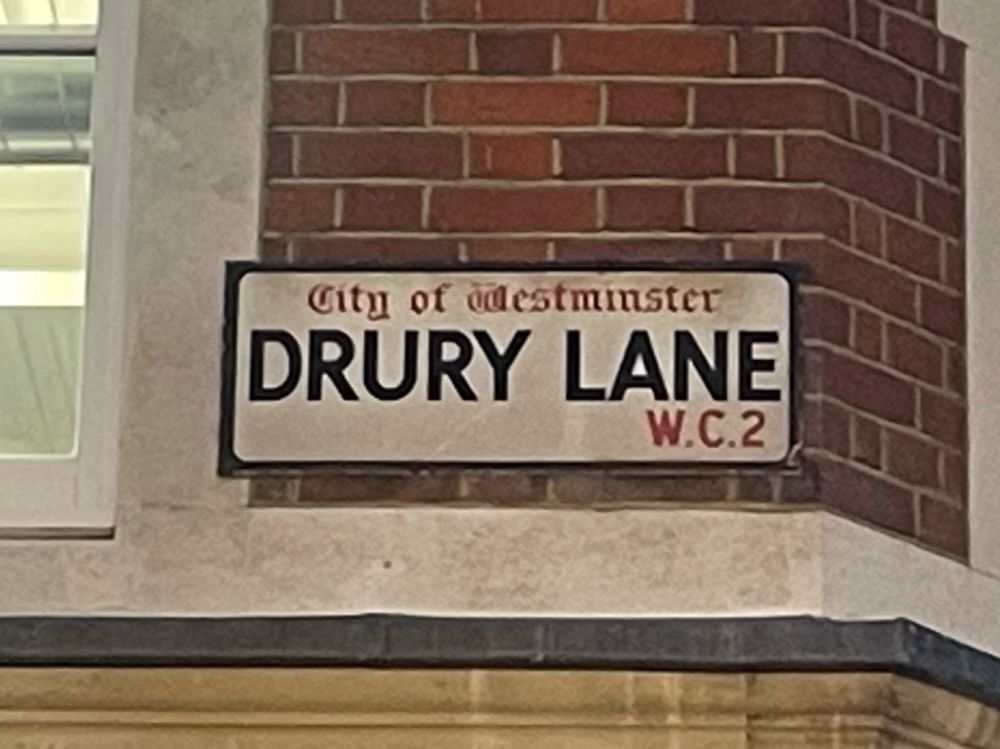 City of Westminster
DRURY LANE
W.C.2